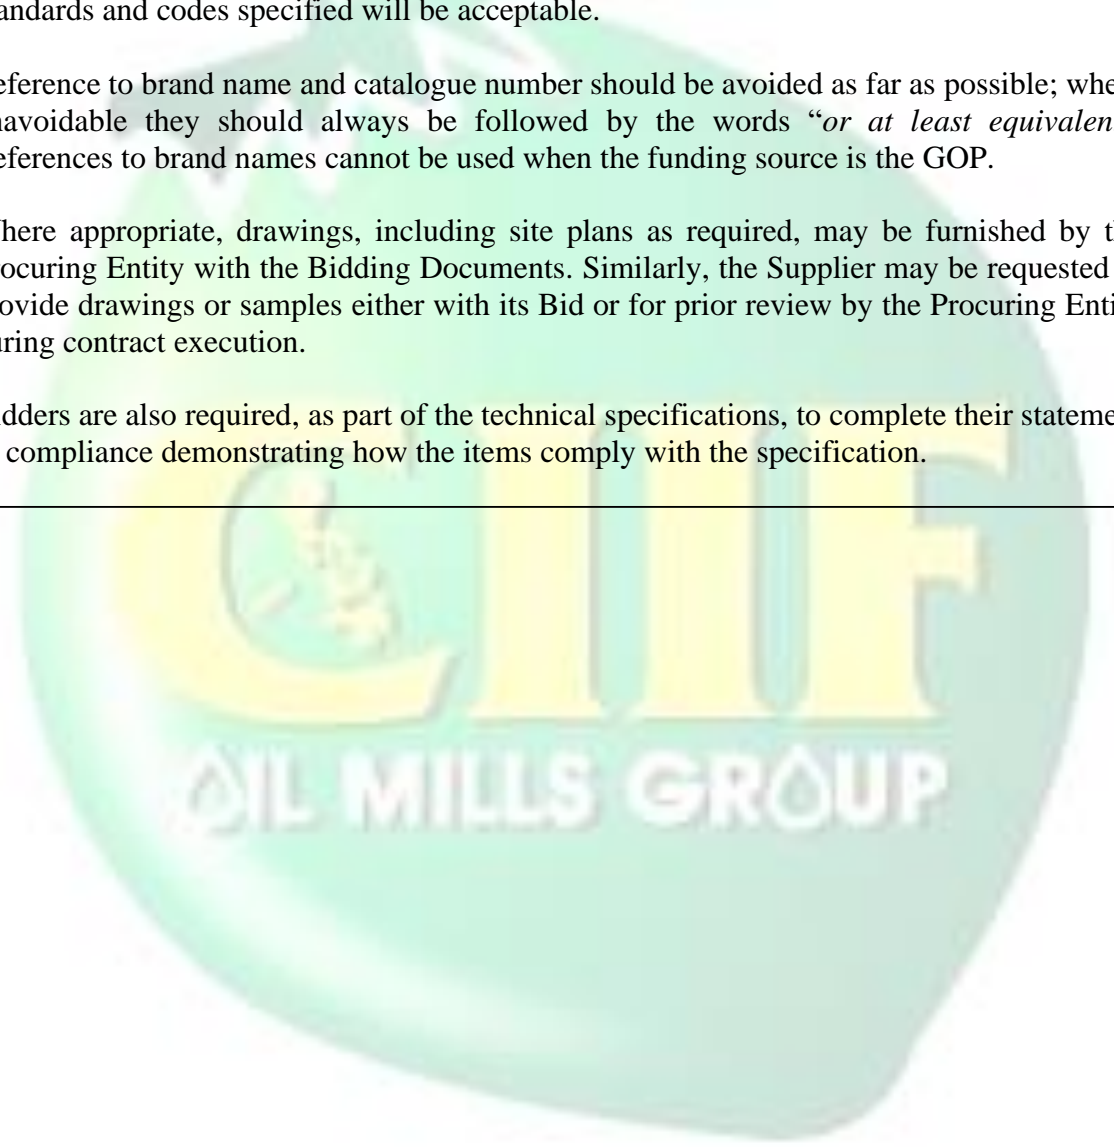 andards and codes specified will be acceptable.
eference to brand name and catalogue number should be avoided as far as possible; whe
navoidable they should always be followed by the words “or at least equivalen
eferences to brand names cannot be used when the funding source is the GOP.
here appropriate, drawings, including site plans as required, may be furnished by t
rocuring Entity with the Bidding Documents. Similarly, the Supplier may be requested
ovide drawings or samples either with its Bid or for prior review by the Procuring Enti
uring contract execution.
dders are also required, as part of the technical specifications, to complete their stateme
compliance demonstrating how the items comply with the specification.
CIIF
OIL MILLS GROUP